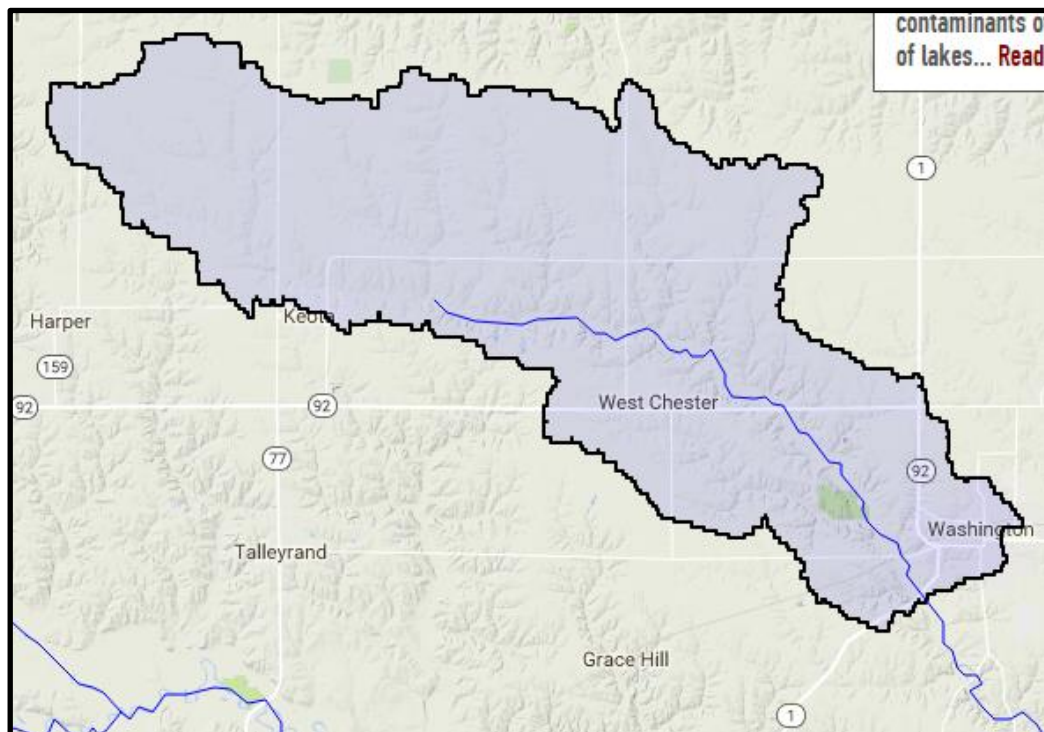 contaminants o
of lakes... Read
1
Harper
Keota
159
92
92
West Chester
77
92
Washington
Talleyrand
Grace Hill
1